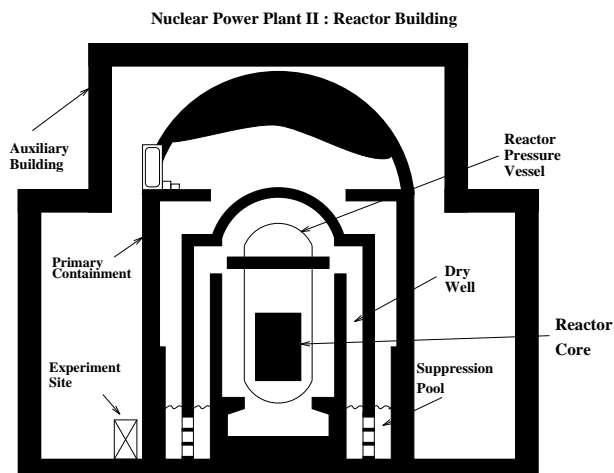 Nuclear Power Plant II : Reactor Building
Auxiliary
Building
Reactor
Pressure
Vessel
Primary
Containment
Dry
Well
Reactor
Core
Experiment
Site
Suppression
Pool